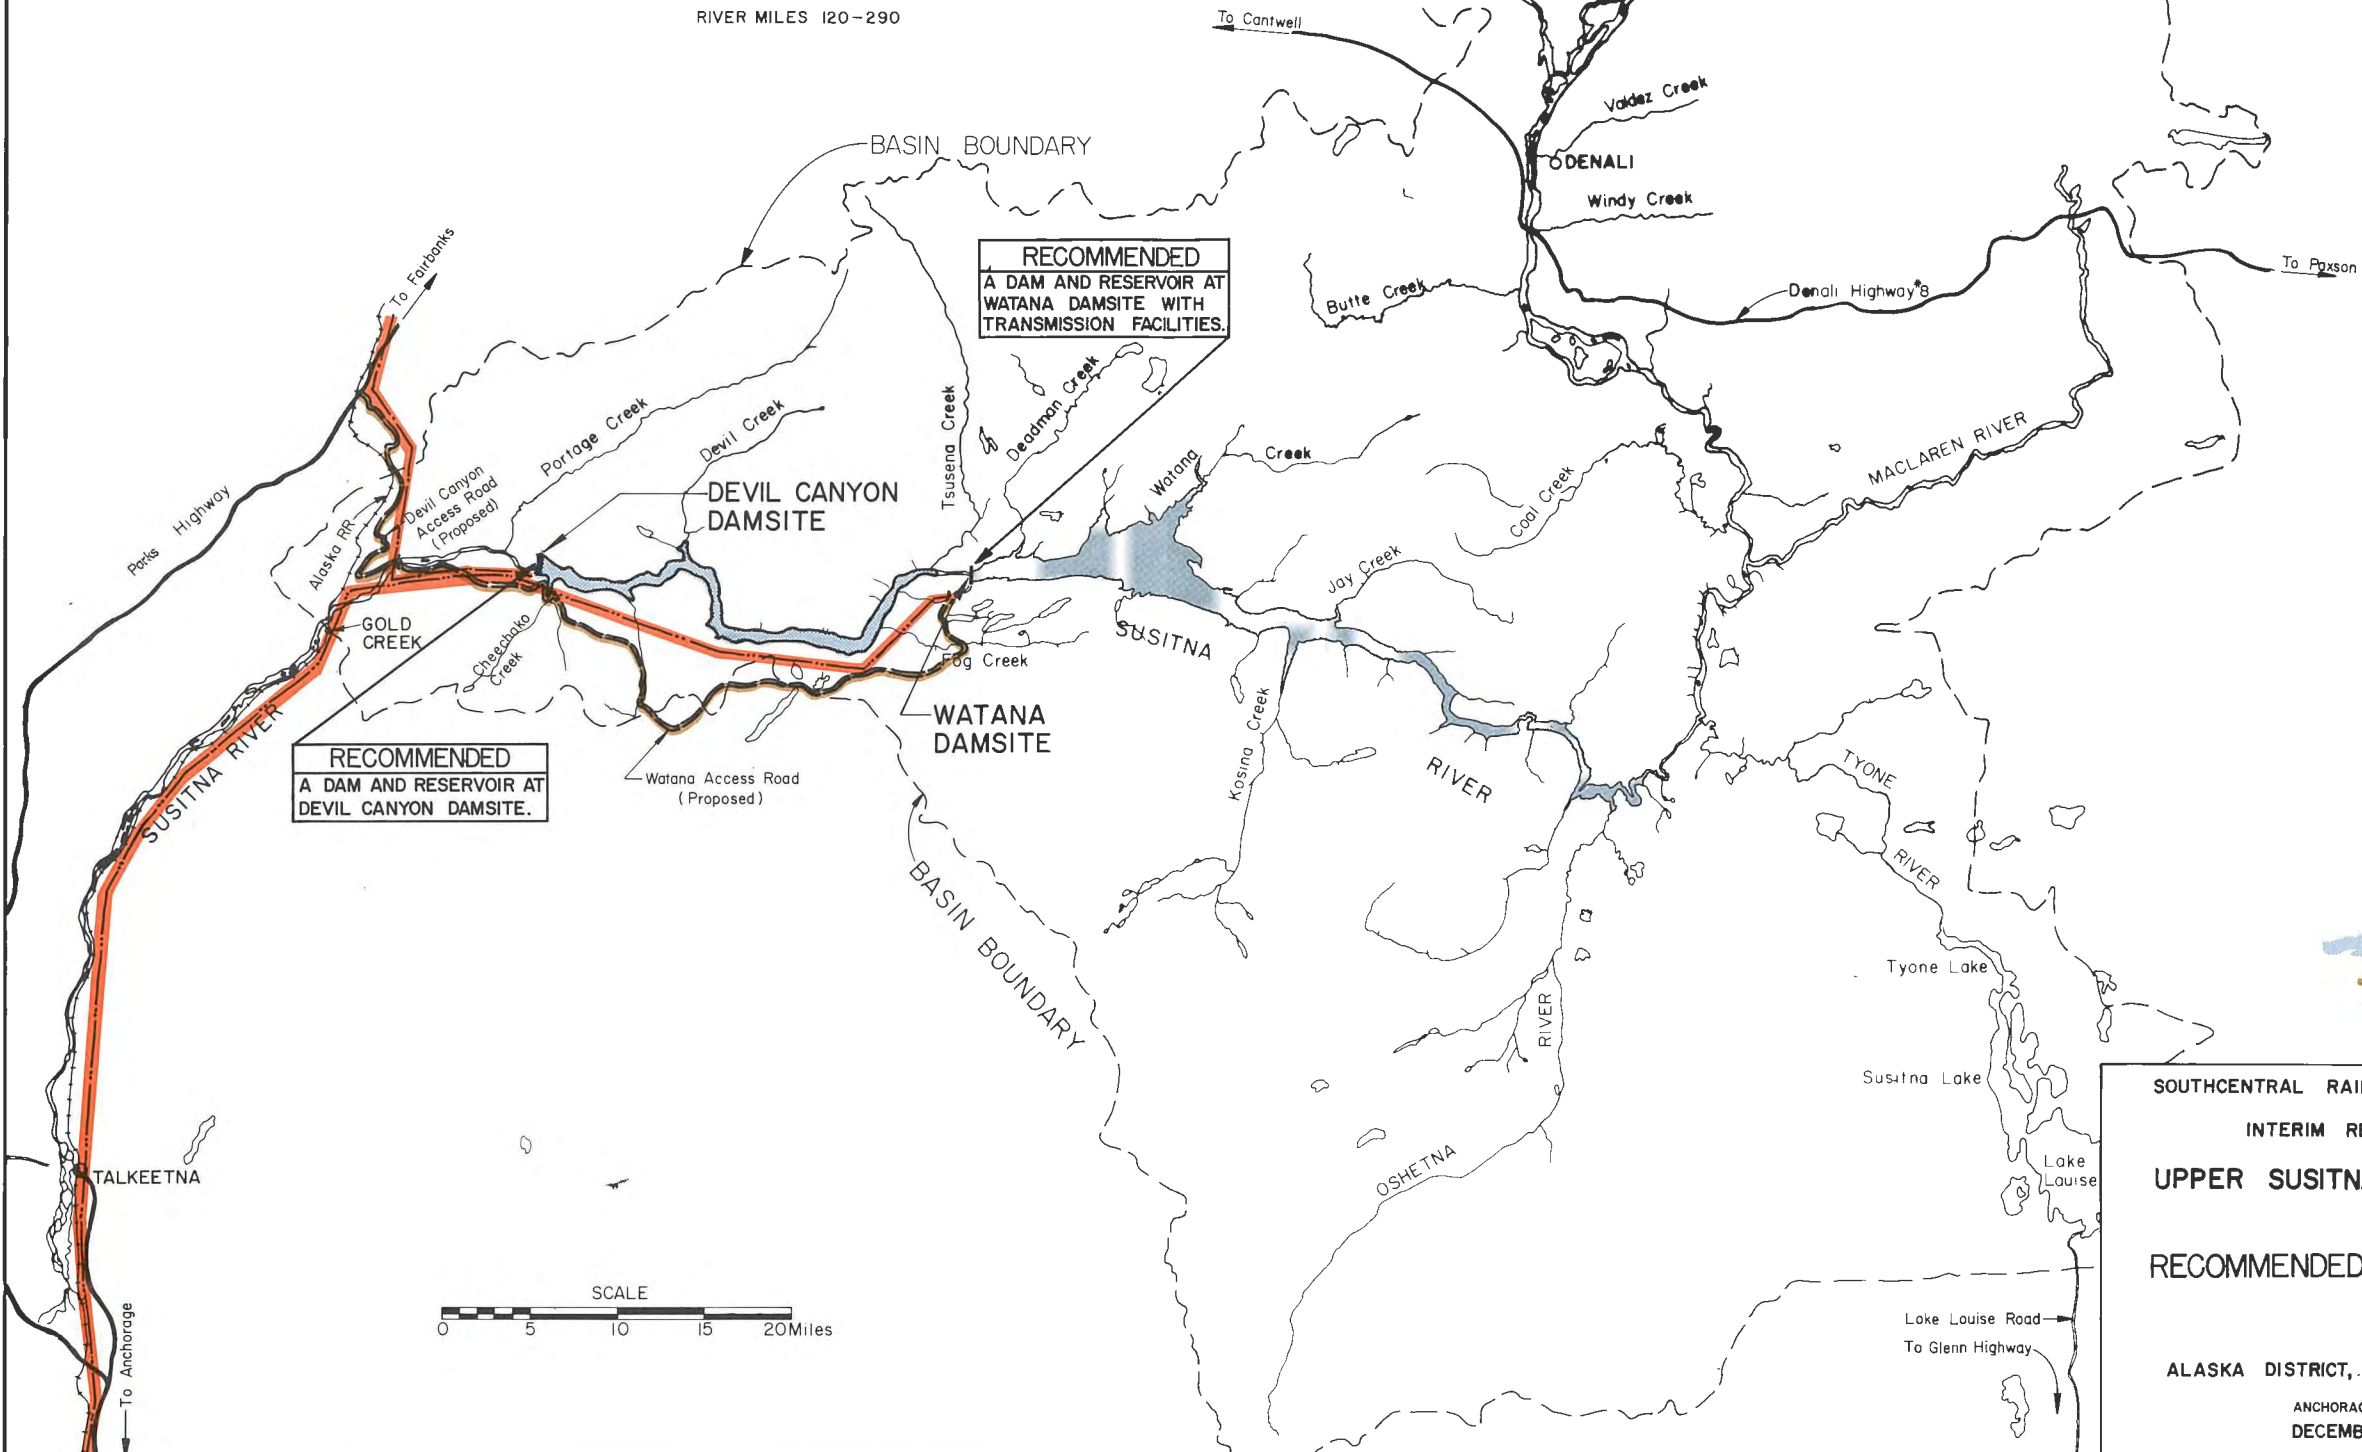 RIVER MILES 120-290
To Cantwell
Valdez Creek
DENALI
Windy Creek
BASIN BOUNDARY
To Fairbanks
RECOMMENDED
A DAM AND RESERVOIR AT
WATANA DAMSITE WITH
TRANSMISSION FACILITIES.
Butte Creek
Denali Highway #8
To Paxson
Parks Highway
Alaska RR
Devil Canyon
Access Road
(Proposed)
Portage Creek
Devil Creek
Tsusena Creek
Deadman Creek
Watana Creek
Coal Creek
MACLAREN RIVER
DEVIL CANYON
DAMSITE
Jay Creek
GOLD
CREEK
Cheechako
Creek
Fog Creek
SUSITNA RIVER
WATANA
DAMSITE
Kosina Creek
TYONE RIVER
RECOMMENDED
A DAM AND RESERVOIR AT
DEVIL CANYON DAMSITE.
Watana Access Road
(Proposed)
SUSITNA RIVER
BASIN BOUNDARY
Tyone Lake
OSHETNA RIVER
Susitna Lake
Lake
Louise
TALKEETNA
To Anchorage
SCALE
0 5 10 15 20 Miles
Lake Louise Road
To Glenn Highway
SOUTHCENTRAL
INTERIM
UPPER
RECOMMENDED
ALASKA DISTRICT,